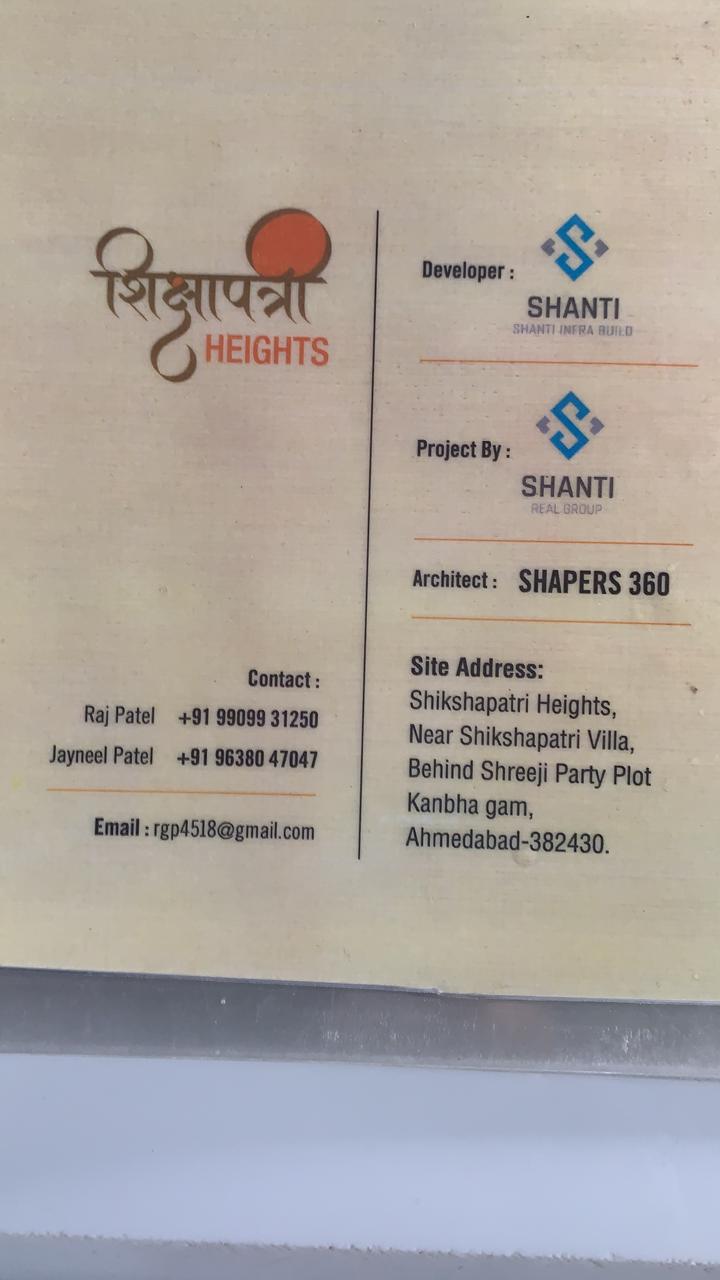 शिक्षापत्री
HEIGHTS
Contact :
Raj Patel +91 99099 31250
Jayneel Patel +91 96380 47047
Email : rgp4518@gmail.com
Developer :
SHANTI
SHANTI INFRA BUILD
Project By :
SHANTI
REAL GROUP
Architect : SHAPERS 360
Site Address:
Shikshapatri Heights,
Near Shikshapatri Villa,
Behind Shreeji Party Plot
Kanbha gam,
Ahmedabad-382430.